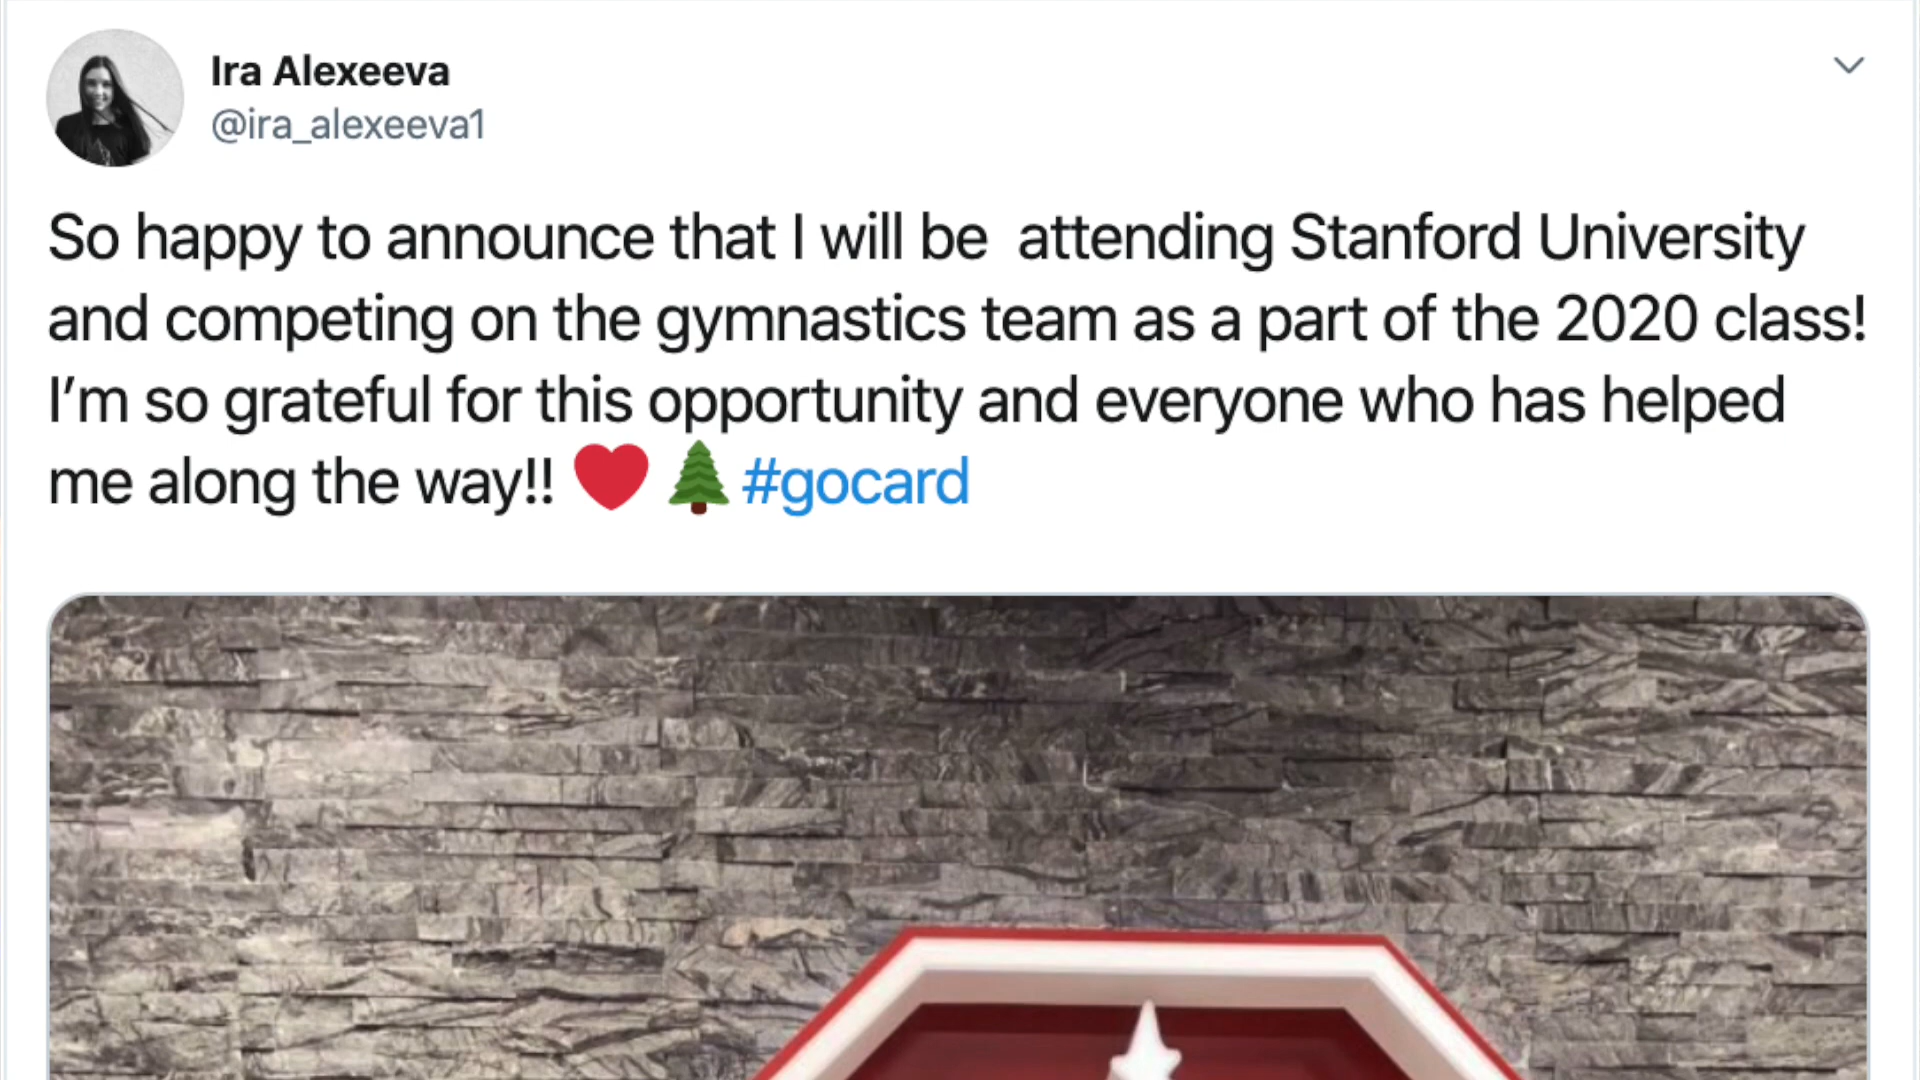 Ira Alexeeva
@ira_alexeeva1
So happy to announce that I will be  attending Stanford University
and competing on the gymnastics team as a part of the 2020 class!
I’m so grateful for this opportunity and everyone who has helped
me along the way!! ❤️ 🌲 #gocard